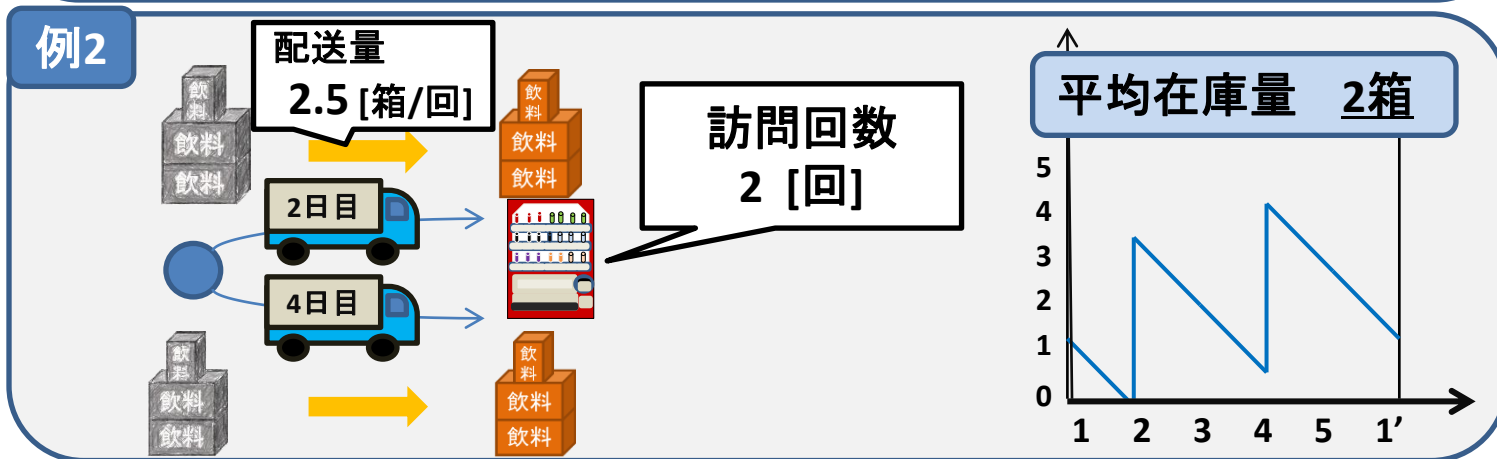 例2
配送量
2.5 [箱/回]
飲
料
飲料
飲料
飲
料
飲料
飲料
2日目
4日目
飲
料
飲料
飲料
飲
料
飲料
飲料
訪問回数
2 [回]
平均在庫量 2箱
5
4
3
2
1
0
1 2 3 4 5 1’